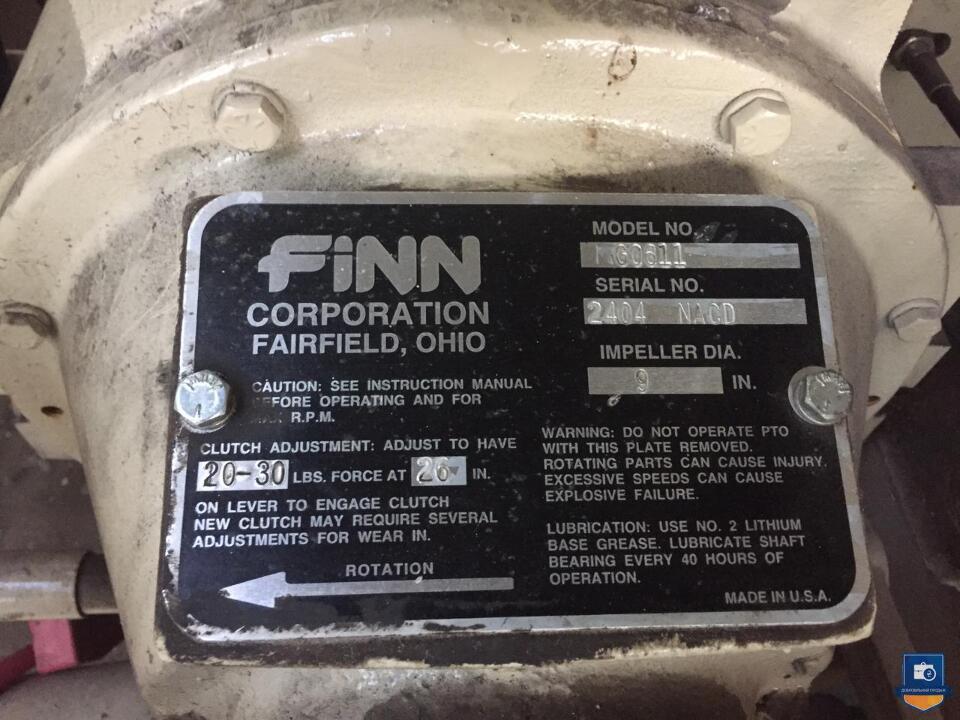 FINN
CORPORATION
FAIRFIELD, OHIO
MODEL NO.
SERIAL NO.
2404 NACD
IMPELLER DIA.
9 IN.
CAUTION: SEE INSTRUCTION MANUAL
BEFORE OPERATING AND FOR
R.P.M.
CLUTCH ADJUSTMENT: ADJUST TO HAVE
20-30 LBS. FORCE AT 26 IN.
ON LEVER TO ENGAGE CLUTCH
NEW CLUTCH MAY REQUIRE SEVERAL
ADJUSTMENTS FOR WEAR IN.
ROTATION
WARNING: DO NOT OPERATE PTO
WITH THIS PLATE REMOVED.
ROTATING PARTS CAN CAUSE INJURY.
EXCESSIVE SPEEDS CAN CAUSE
EXPLOSIVE FAILURE.
LUBRICATION: USE NO. 2 LITHIUM
BASE GREASE. LUBRICATE SHAFT
BEARING EVERY 40 HOURS OF
OPERATION.
MADE IN U.S.A.